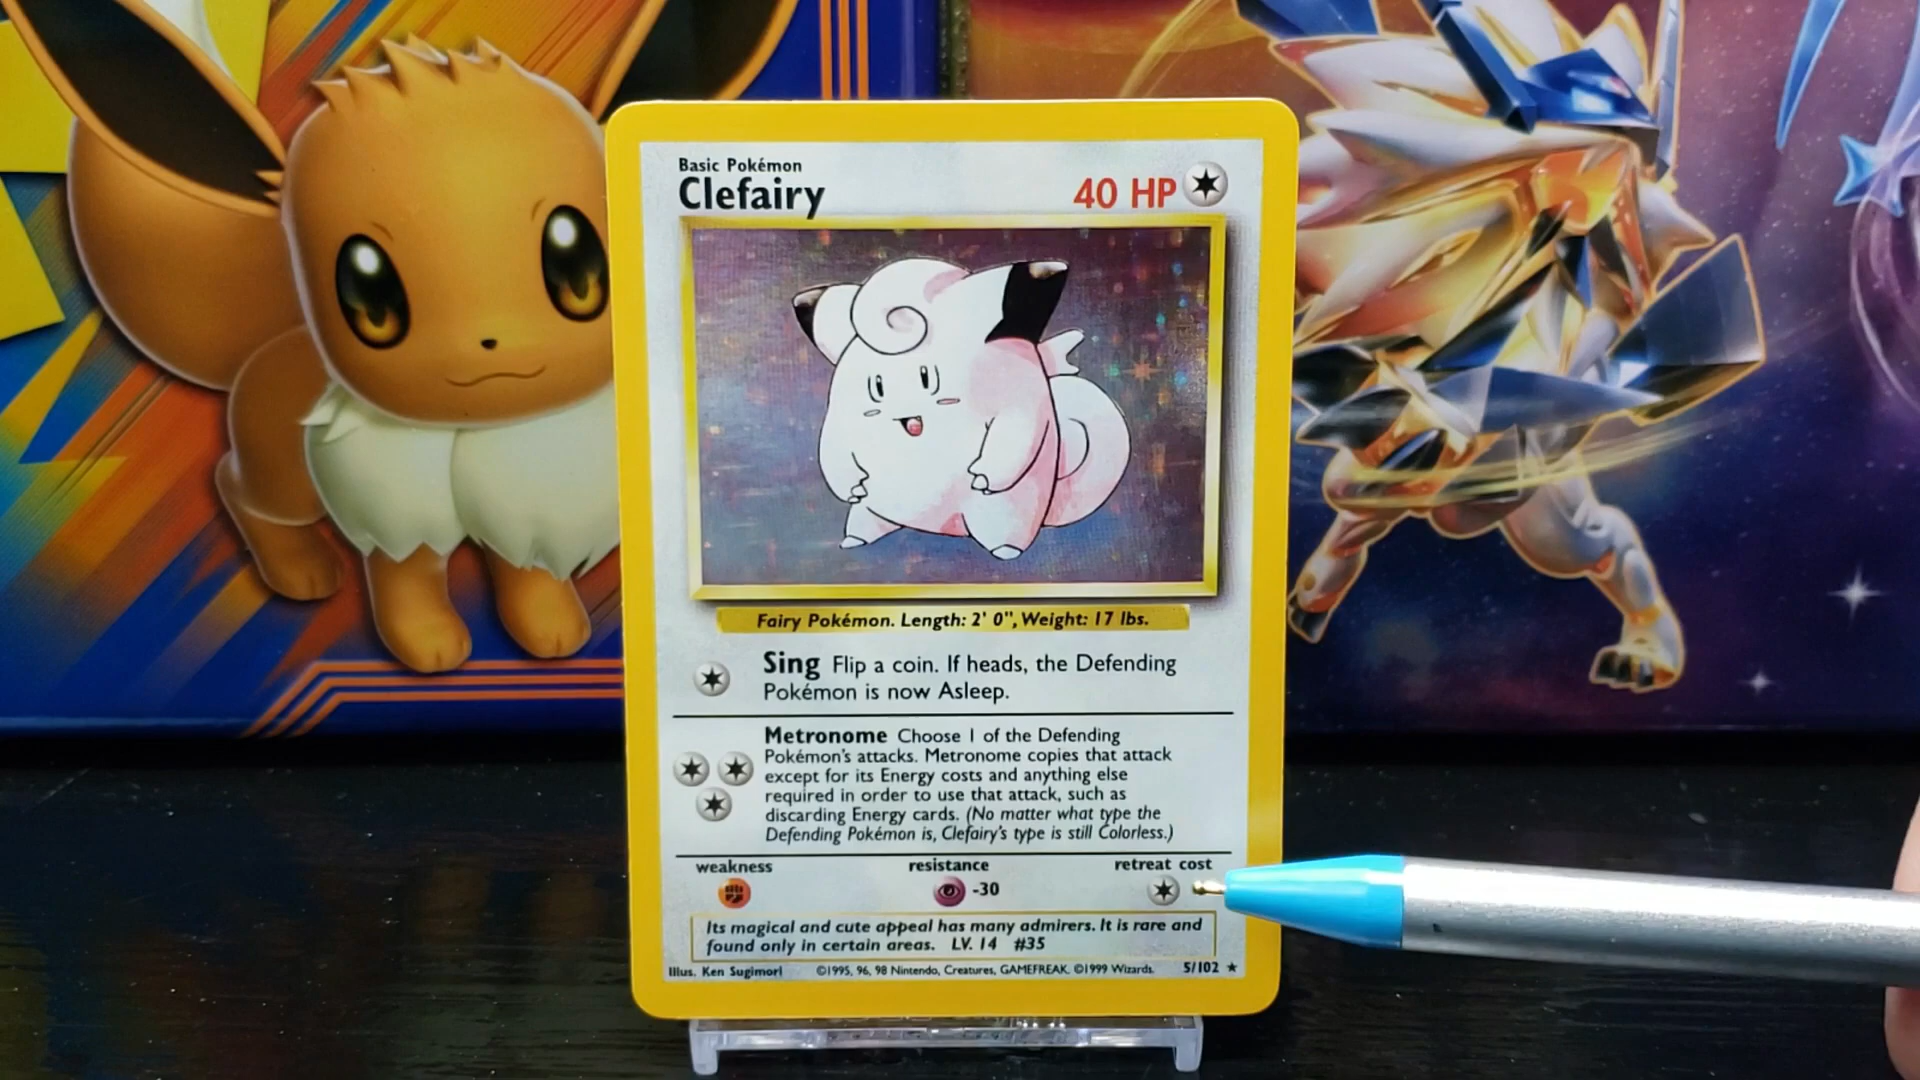 Basic Pokémon
Clefairy 40 HP
Fairy Pokémon. Length: 2' 0", Weight: 17 lbs.
Sing Flip a coin. If heads, the Defending
Pokémon is now Asleep.
Metronome Choose 1 of the Defending
Pokémon's attacks. Metronome copies that attack
except for its Energy costs and anything else
required in order to use that attack, such as
discarding Energy cards. (No matter what type the
Defending Pokémon is, Clefairy's type is still Colorless.)
weakness resistance retreat cost
-30
Its magical and cute appeal has many admirers. It is rare and
found only in certain areas. LV. 14 #35
Illus. Ken Sugimori ©1995, 96, 98 Nintendo, Creatures, GAMEFREAK. ©1999 Wizards. 5/102 ★